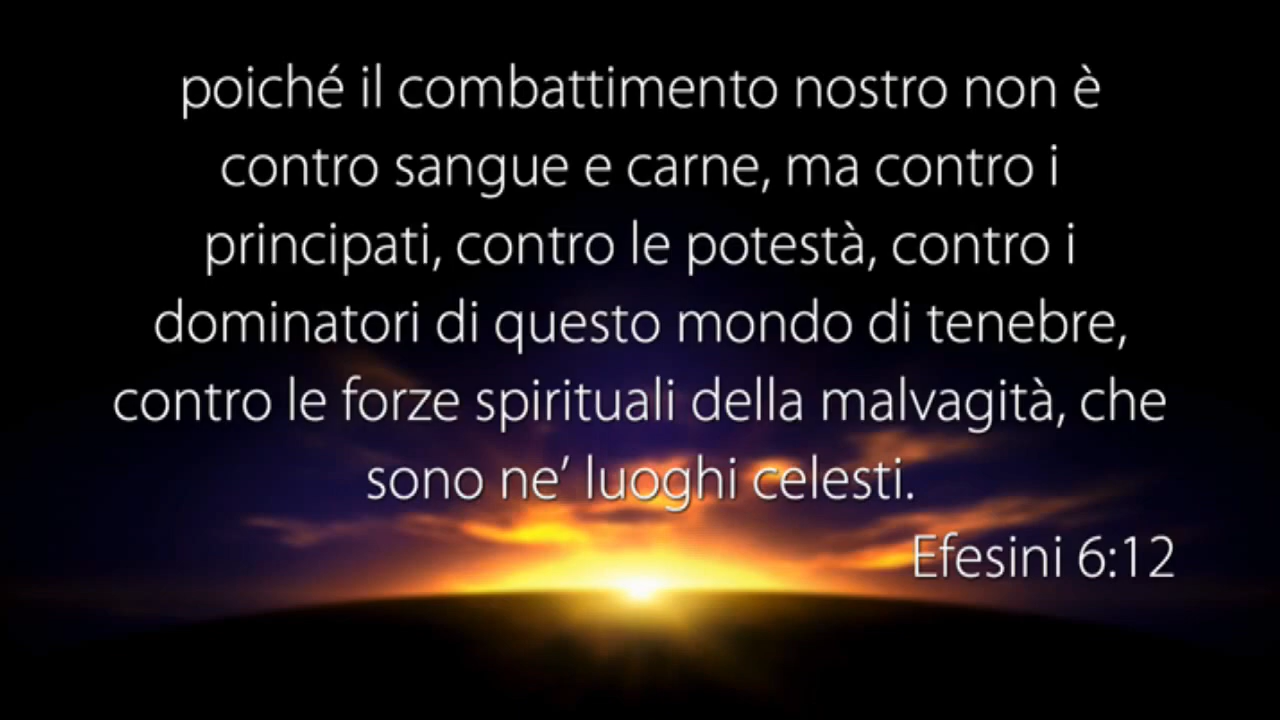 poiché il combattimento nostro non è
contro sangue e carne, ma contro i
principati, contro le potestà, contro i
dominatori di questo mondo di tenebre,
contro le forze spirituali della malvagità, che
sono ne’ luoghi celesti.
Efesini 6:12